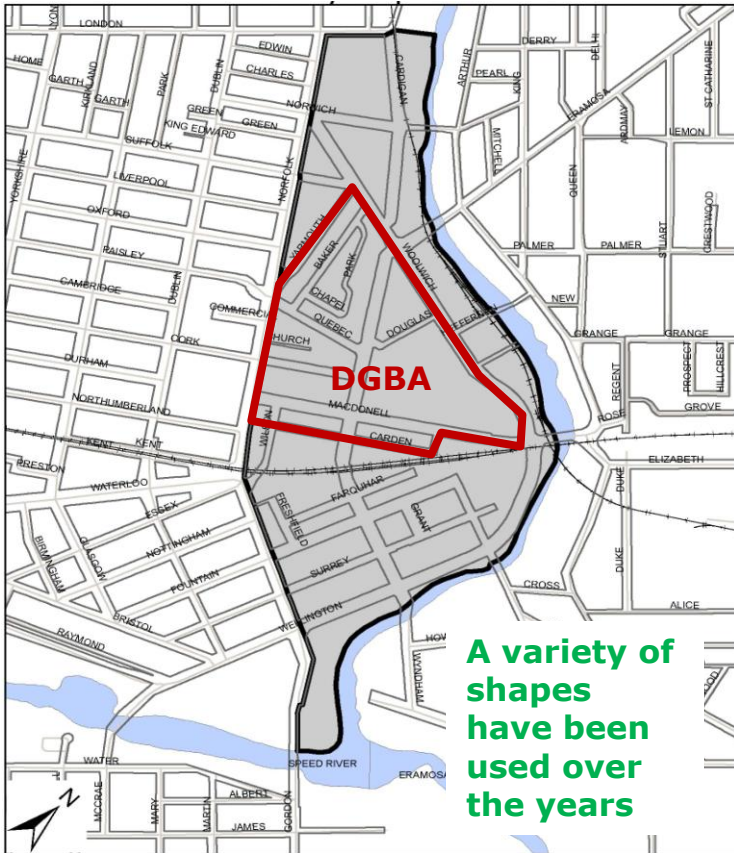 LYON
LONDON
HOME
GARTH
KIRKLAND
GARTH
PARK
DUBLIN
EDWIN
CHARLES
CARDIGAN
ARTHUR
DERRY
PEARL
KING
DELHI
ST CATHARINE
ERAMOSA
ARDMAY
LEMON
MITCHELL
NORWICH
GREEN
KING EDWARD
GREEN
SUFFOLK
LIVERPOOL
NORFOLK
YORKSHIRE
OXFORD
PAISLEY
DUBLIN
CAMBRIDGE
COMMERCIAL
CORK
QUEEN
STUART
CRESTWOOD
PALMER
PALMER
YARMOUTH
BAKER
PARK
CHAPEL
QUEBEC
WOOLWICH
DOUGLAS
NEW
GRANGE
GRANGE
REGENT
PROSPECT
HILLCREST
GROVE
ROSE
CHURCH
DGBA
MACDONELL
CARDEN
WILSON
DURHAM
NORTHUMBERLAND
KENT
KENT
PRESTON
WATERLOO
ESSEX
NOTTINGHAM
FOUNTAIN
BIRMINGHAM
GLASGOW
BRISTOL
RAYMOND
FARQUHAR
FRESHFIELD
GRANT
SURREY
WELLINGTON
ELIZABETH
DUKE
DUKE
CROSS
ALICE
WYNDHAM
SPEED RIVER
WATER
MCCRAE
MARY
MARTIN
ALBERT
JAMES
GORDON
N
A variety of
shapes
have been
used over
the years